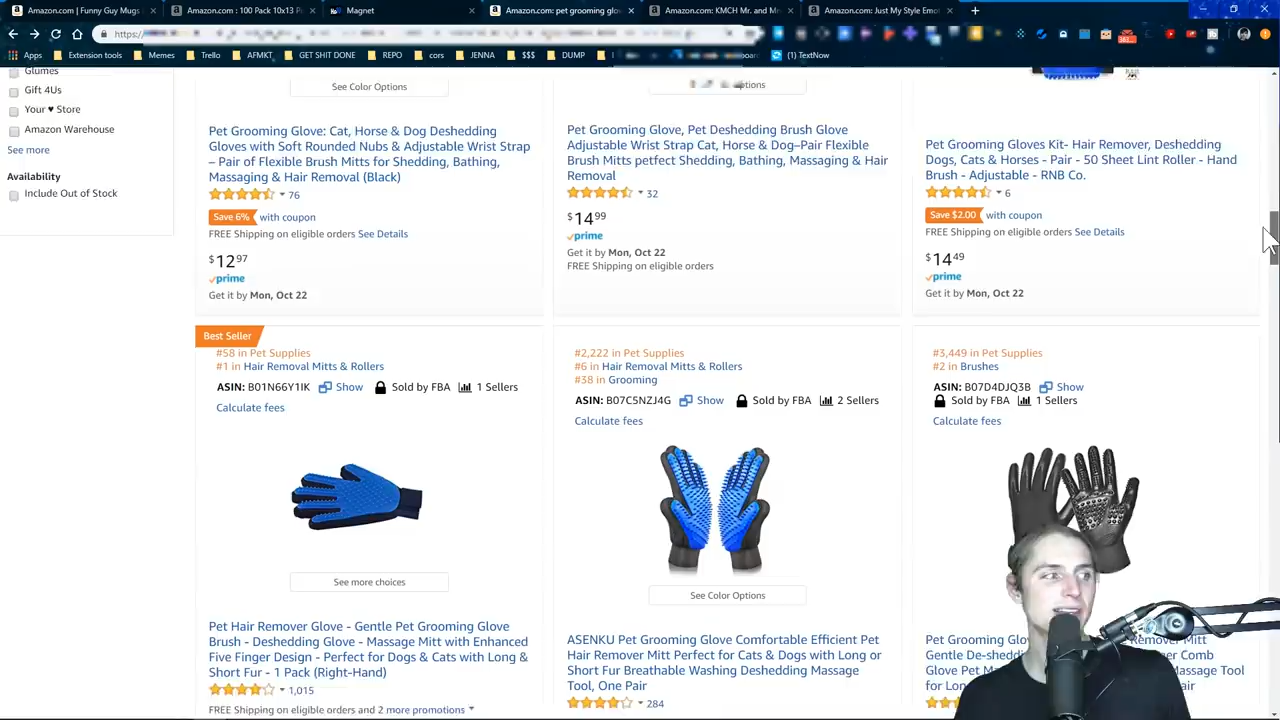 Amazon.com | Funny Guy Mugs
Amazon.com : 100 Pack 10x13 P
Magnet
Amazon.com: pet grooming glo
Amazon.com: KMCH Mr. and Mr
Amazon.com: Just My Style Emo
https://
Apps
Extension tools
Memes
Trello
AFMKT
GET SHIT DONE
REPO
cors
JENNA
$$$
DUMP
TextNow
Glumes
Gift 4Us
Your ♥ Store
Amazon Warehouse
See more
Availability
Include Out of Stock
See Color Options
Pet Grooming Glove: Cat, Horse & Dog Deshedding
Gloves with Soft Rounded Nubs & Adjustable Wrist Strap
– Pair of Flexible Brush Mitts for Shedding, Bathing,
Massaging & Hair Removal (Black)
76
Save 6% with coupon
FREE Shipping on eligible orders See Details
$12 97
prime
Get it by Mon, Oct 22
Pet Grooming Glove, Pet Deshedding Brush Glove
Adjustable Wrist Strap Cat, Horse & Dog–Pair Flexible
Brush Mitts petfect Shedding, Bathing, Massaging & Hair
Removal
32
$14 99
prime
Get it by Mon, Oct 22
FREE Shipping on eligible orders
Pet Grooming Gloves Kit- Hair Remover, Deshedding
Dogs, Cats & Horses - Pair - 50 Sheet Lint Roller - Hand
Brush - Adjustable - RNB Co.
6
Save $2.00 with coupon
FREE Shipping on eligible orders See Details
$14 49
prime
Get it by Mon, Oct 22
Best Seller
#58 in Pet Supplies
#1 in Hair Removal Mitts & Rollers
ASIN: B01N66Y1IK Show Sold by FBA 1 Sellers
Calculate fees
See more choices
Pet Hair Remover Glove - Gentle Pet Grooming Glove
Brush - Deshedding Glove - Massage Mitt with Enhanced
Five Finger Design - Perfect for Dogs & Cats with Long &
Short Fur - 1 Pack (Right-Hand)
1,015
FREE Shipping on eligible orders and 2 more promotions
#2,222 in Pet Supplies
#6 in Hair Removal Mitts & Rollers
#38 in Grooming
ASIN: B07C5NZJ4G Show Sold by FBA 2 Sellers
Calculate fees
See Color Options
ASENKU Pet Grooming Glove Comfortable Efficient Pet
Hair Remover Mitt Perfect for Cats & Dogs with Long or
Short Fur Breathable Washing Deshedding Massage
Tool, One Pair
284
#3,449 in Pet Supplies
#2 in Brushes
ASIN: B07D4DJQ3B Show
Sold by FBA 1 Sellers
Calculate fees
Pet Grooming Glo
Remover Mitt
Gentle De-shedd
Comb
Glove Pet Ma
Massage Tool
for Lon
air